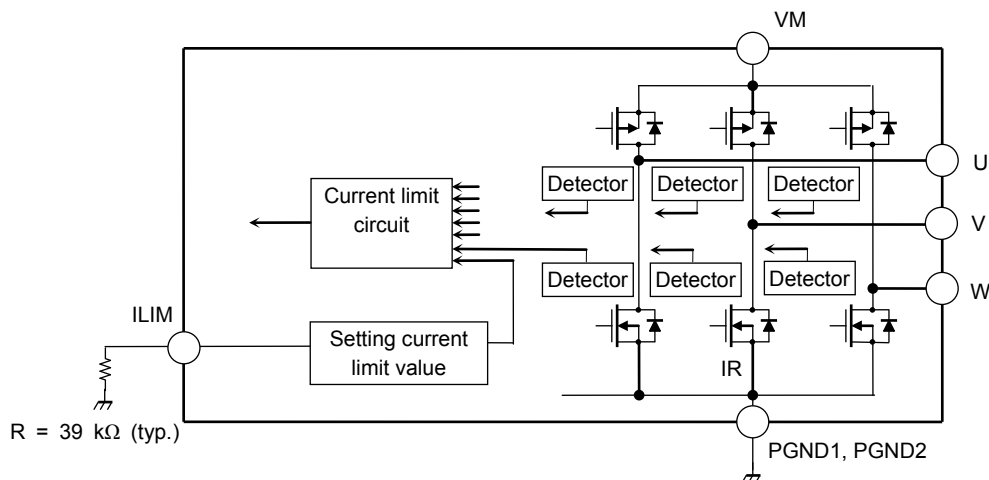 VM
U
Detector
Detector
Detector
Current limit
circuit
V
Detector
Detector
Detector
W
ILIM
Setting current
limit value
IR
R = 39 kΩ (typ.)
PGND1, PGND2